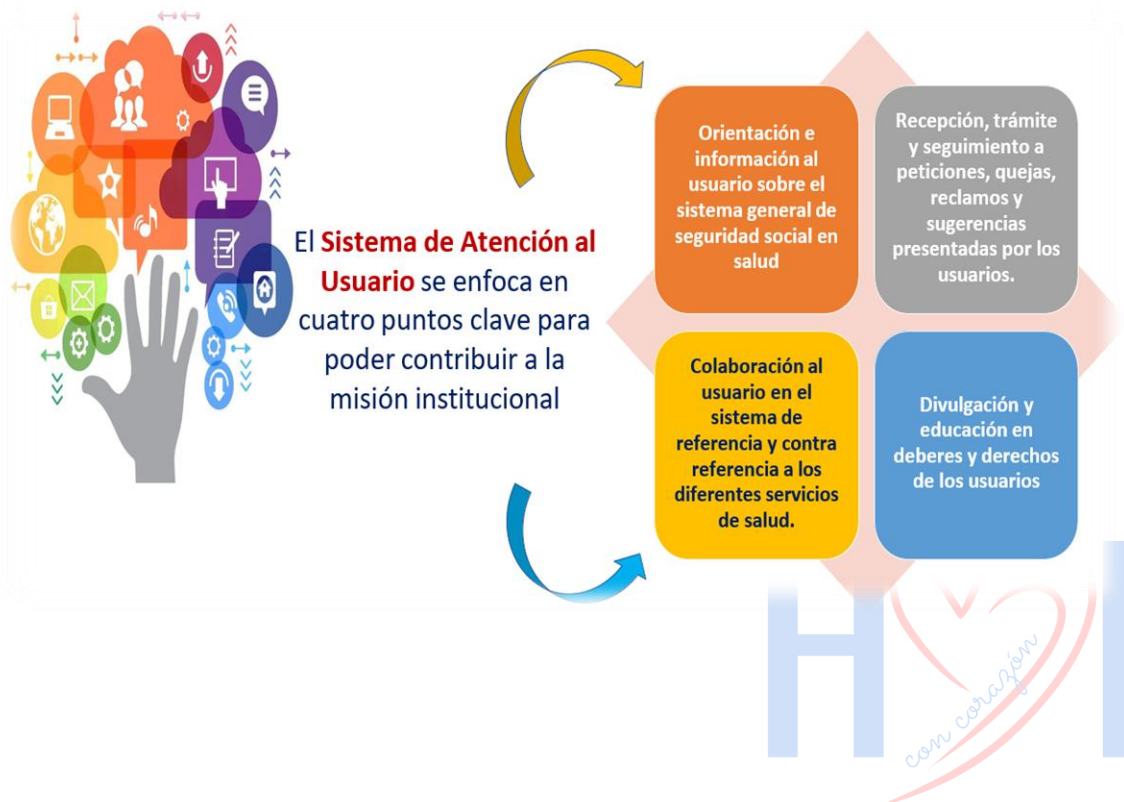 El Sistema de Atención al
Usuario se enfoca en
cuatro puntos clave para
poder contribuir a la
misión institucional
Orientación e
información al
usuario sobre el
sistema general de
seguridad social en
salud
Recepción, trámite
y seguimiento a
peticiones, quejas,
reclamos y
sugerencias
presentadas por los
usuarios.
Colaboración al
usuario en el
sistema de
referencia y contra
referencia a los
diferentes servicios
de salud.
Divulgación y
educación en
deberes y derechos
de los usuarios
H
con corazón